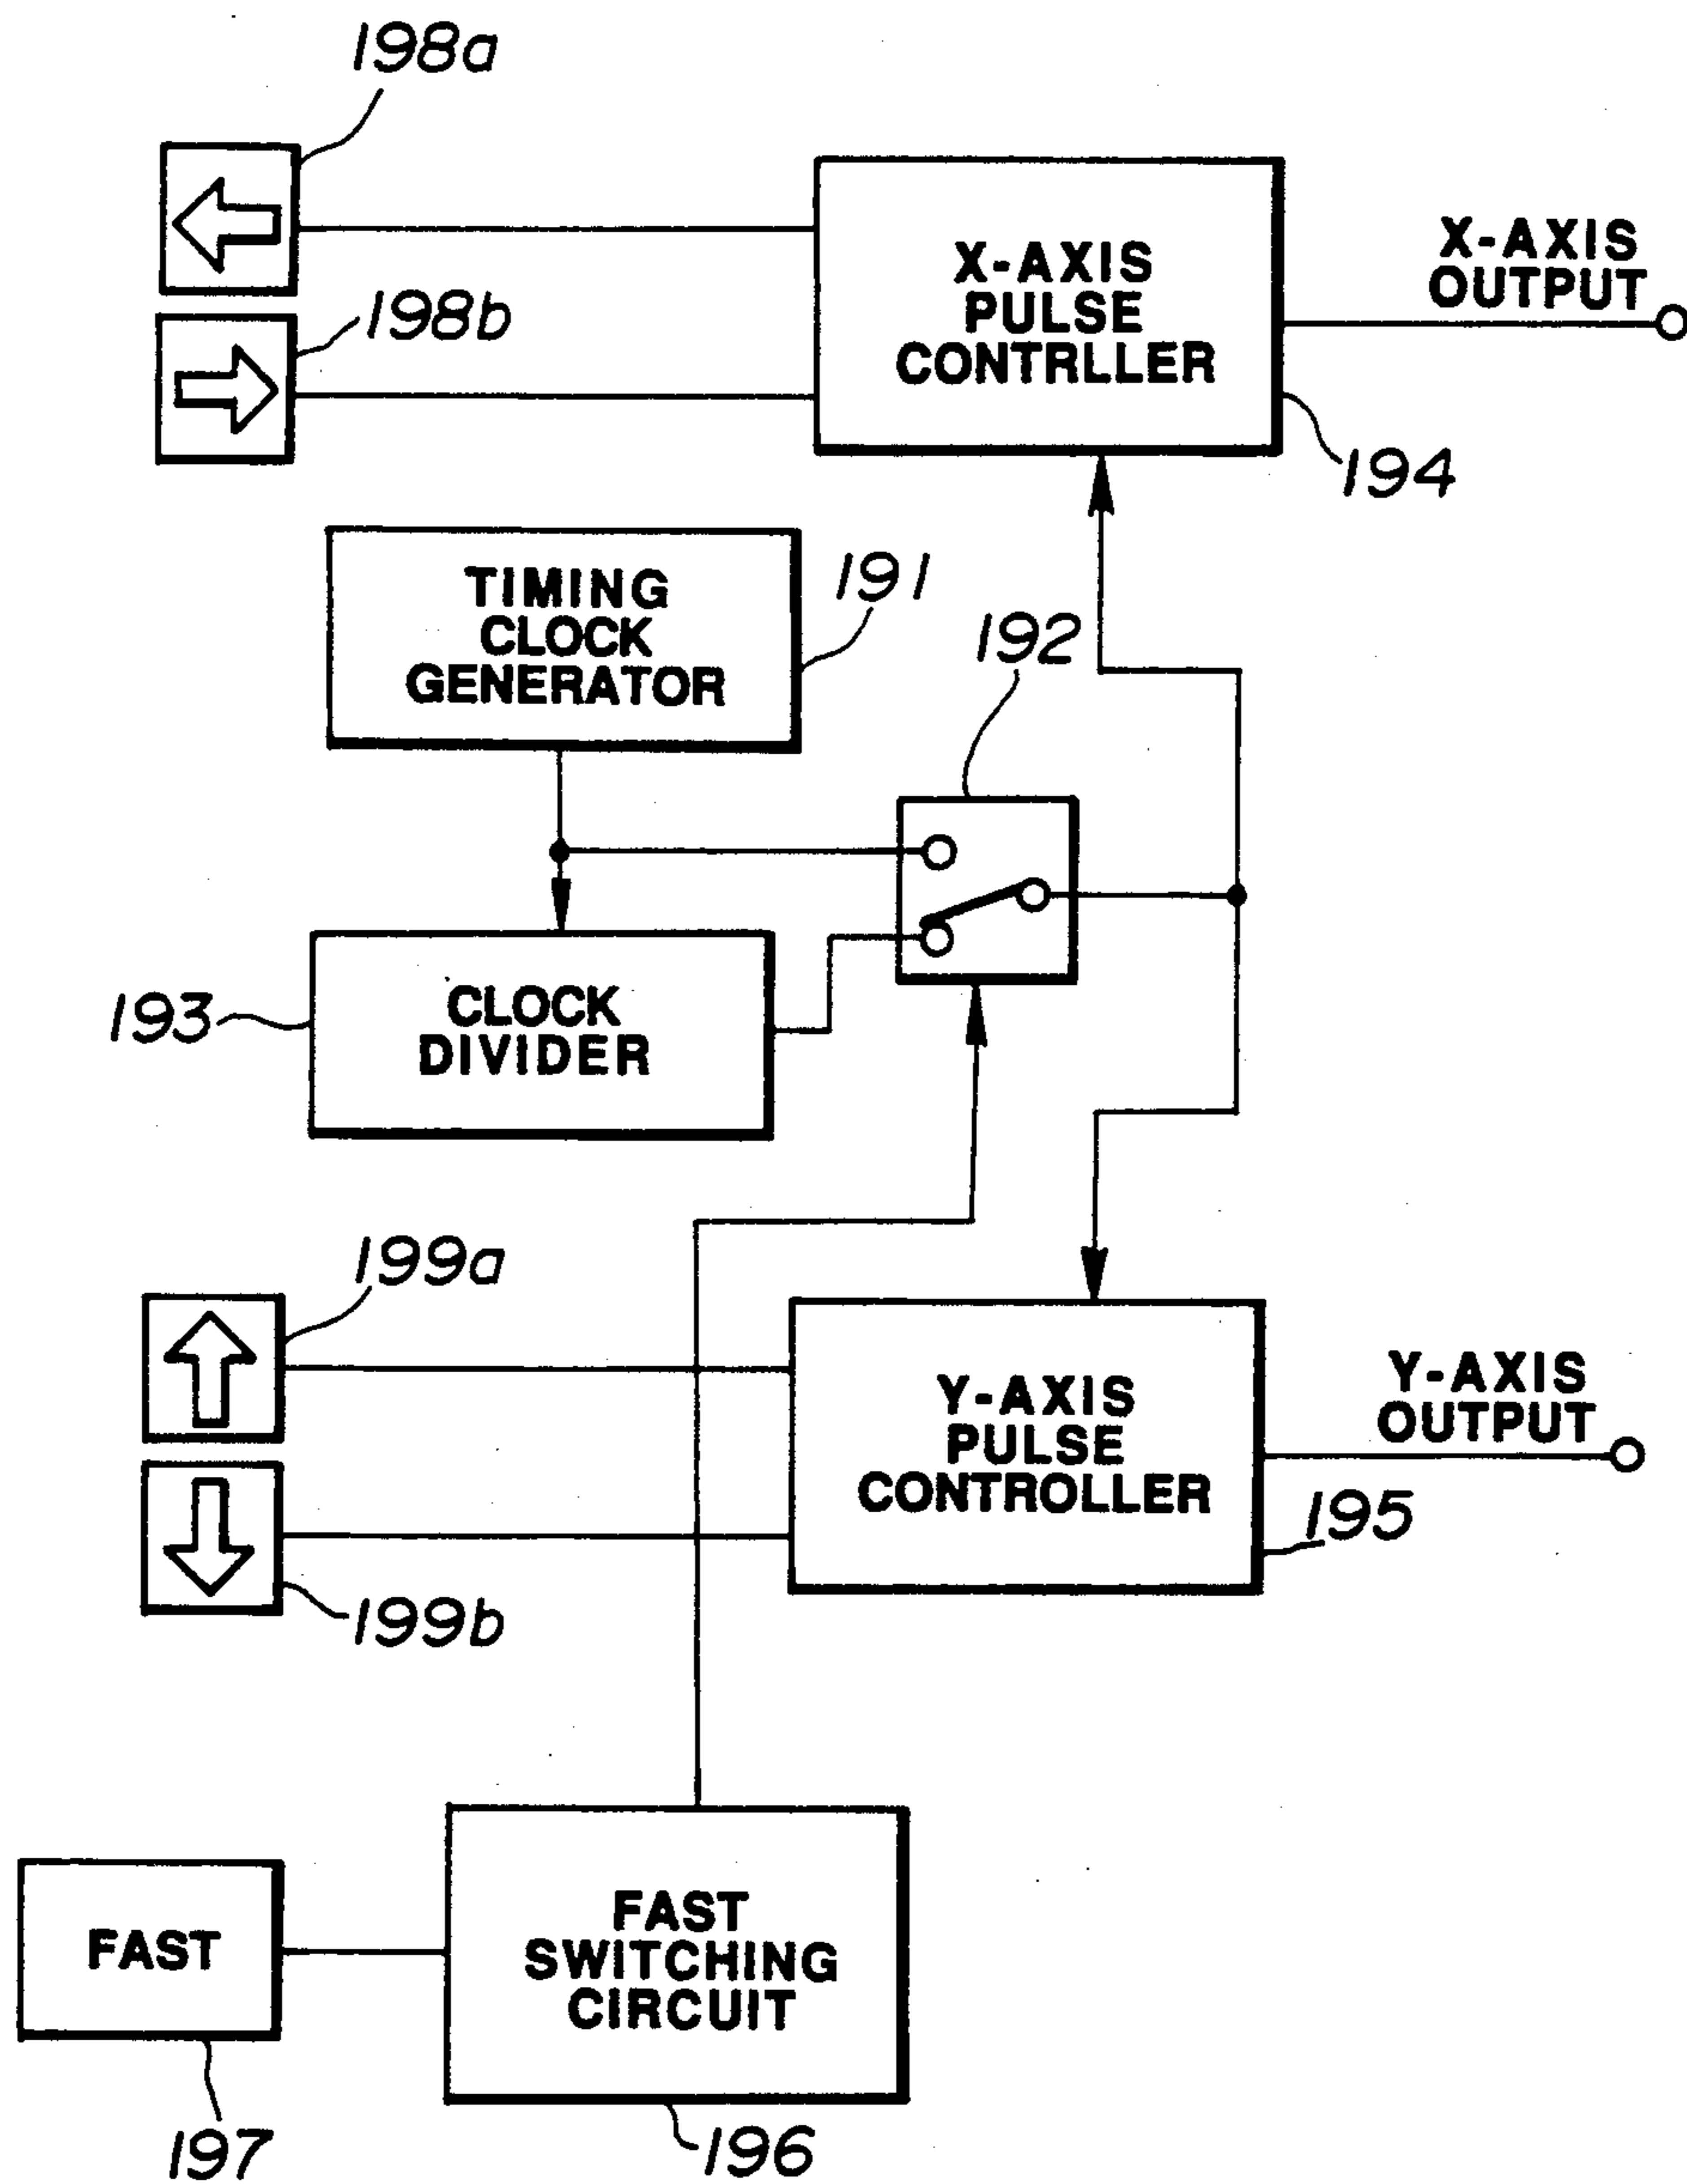 198a
198b
X-AXIS
PULSE
CONTRLLER
X-AXIS
OUTPUT
194
TIMING
CLOCK
GENERATOR
191
192
193
CLOCK
DIVIDER
199a
199b
Y-AXIS
PULSE
CONTROLLER
Y-AXIS
OUTPUT
195
FAST
FAST
SWITCHING
CIRCUIT
197
196